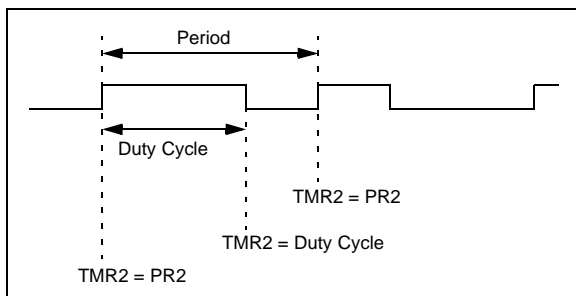 Period
Duty Cycle
TMR2 = PR2
TMR2 = Duty Cycle
TMR2 = PR2